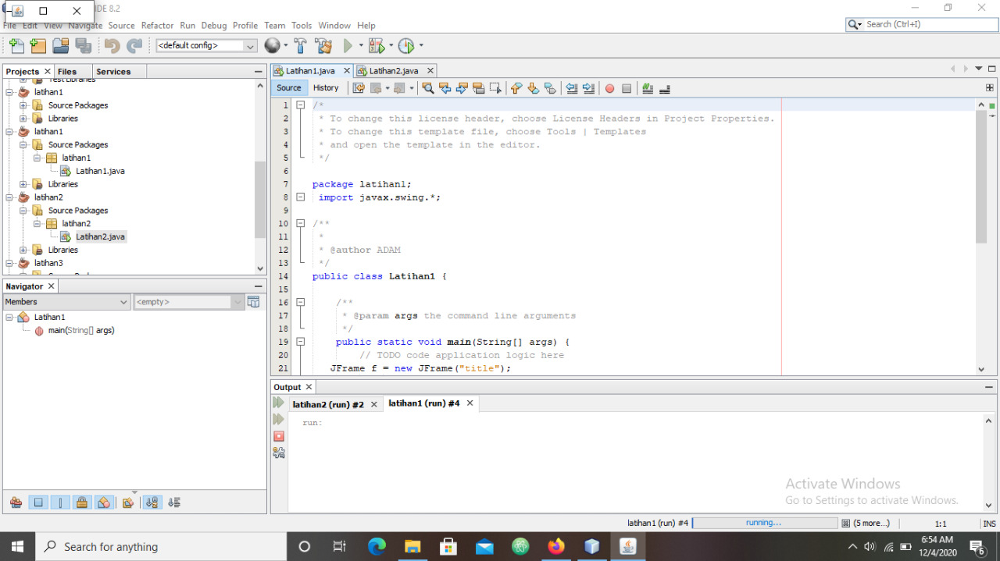 IDE 8.2
File Edit View Navigate Source Refactor Run Debug Profile Team Tools Window Help
Search (Ctrl+I)
<default config>
Projects Files Services
Test Libraries
latihan1
Source Packages
Libraries
latihan1
Source Packages
latihan1
Latihan1.java
Libraries
latihan2
Source Packages
latihan2
Latihan2.java
Libraries
latihan3
Navigator
Members <empty>
Latihan1
main(String[] args)
Latihan1.java Latihan2.java
Source History
1 /*
2 * To change this license header, choose License Headers in Project Properties.
3 * To change this template file, choose Tools | Templates
4 * and open the template in the editor.
5 */
6
7 package latihan1;
8 import javax.swing.*;
9
10 /**
11 *
12 * @author ADAM
13 */
14 public class Latihan1 {
15
16 /**
17 * @param args the command line arguments
18 */
19 public static void main(String[] args) {
20 // TODO code application logic here
21 JFrame f = new JFrame("title");
Output
latihan2 (run) #2 latihan1 (run) #4
run:
Activate Windows
Go to Settings to activate Windows.
latihan1 (run) #4 running... (5 more...) 1:1 INS
Search for anything
6:54 AM
12/4/2020
6